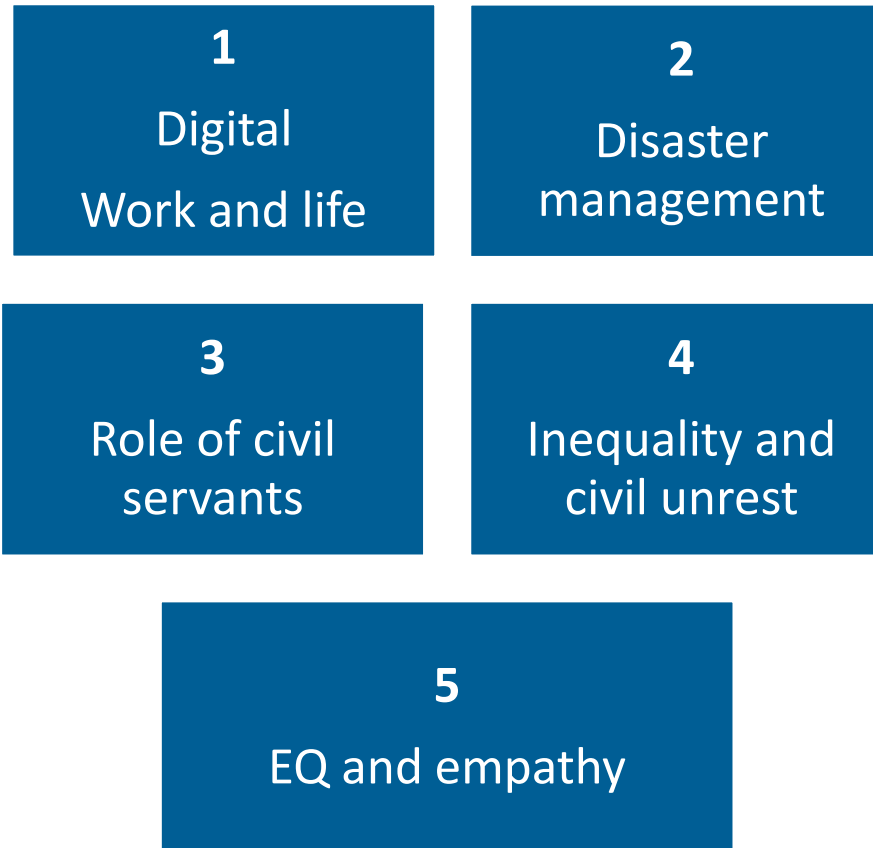 1
Digital
Work and life
2
Disaster
management
3
Role of civil
servants
4
Inequality and
civil unrest
5
EQ and empathy